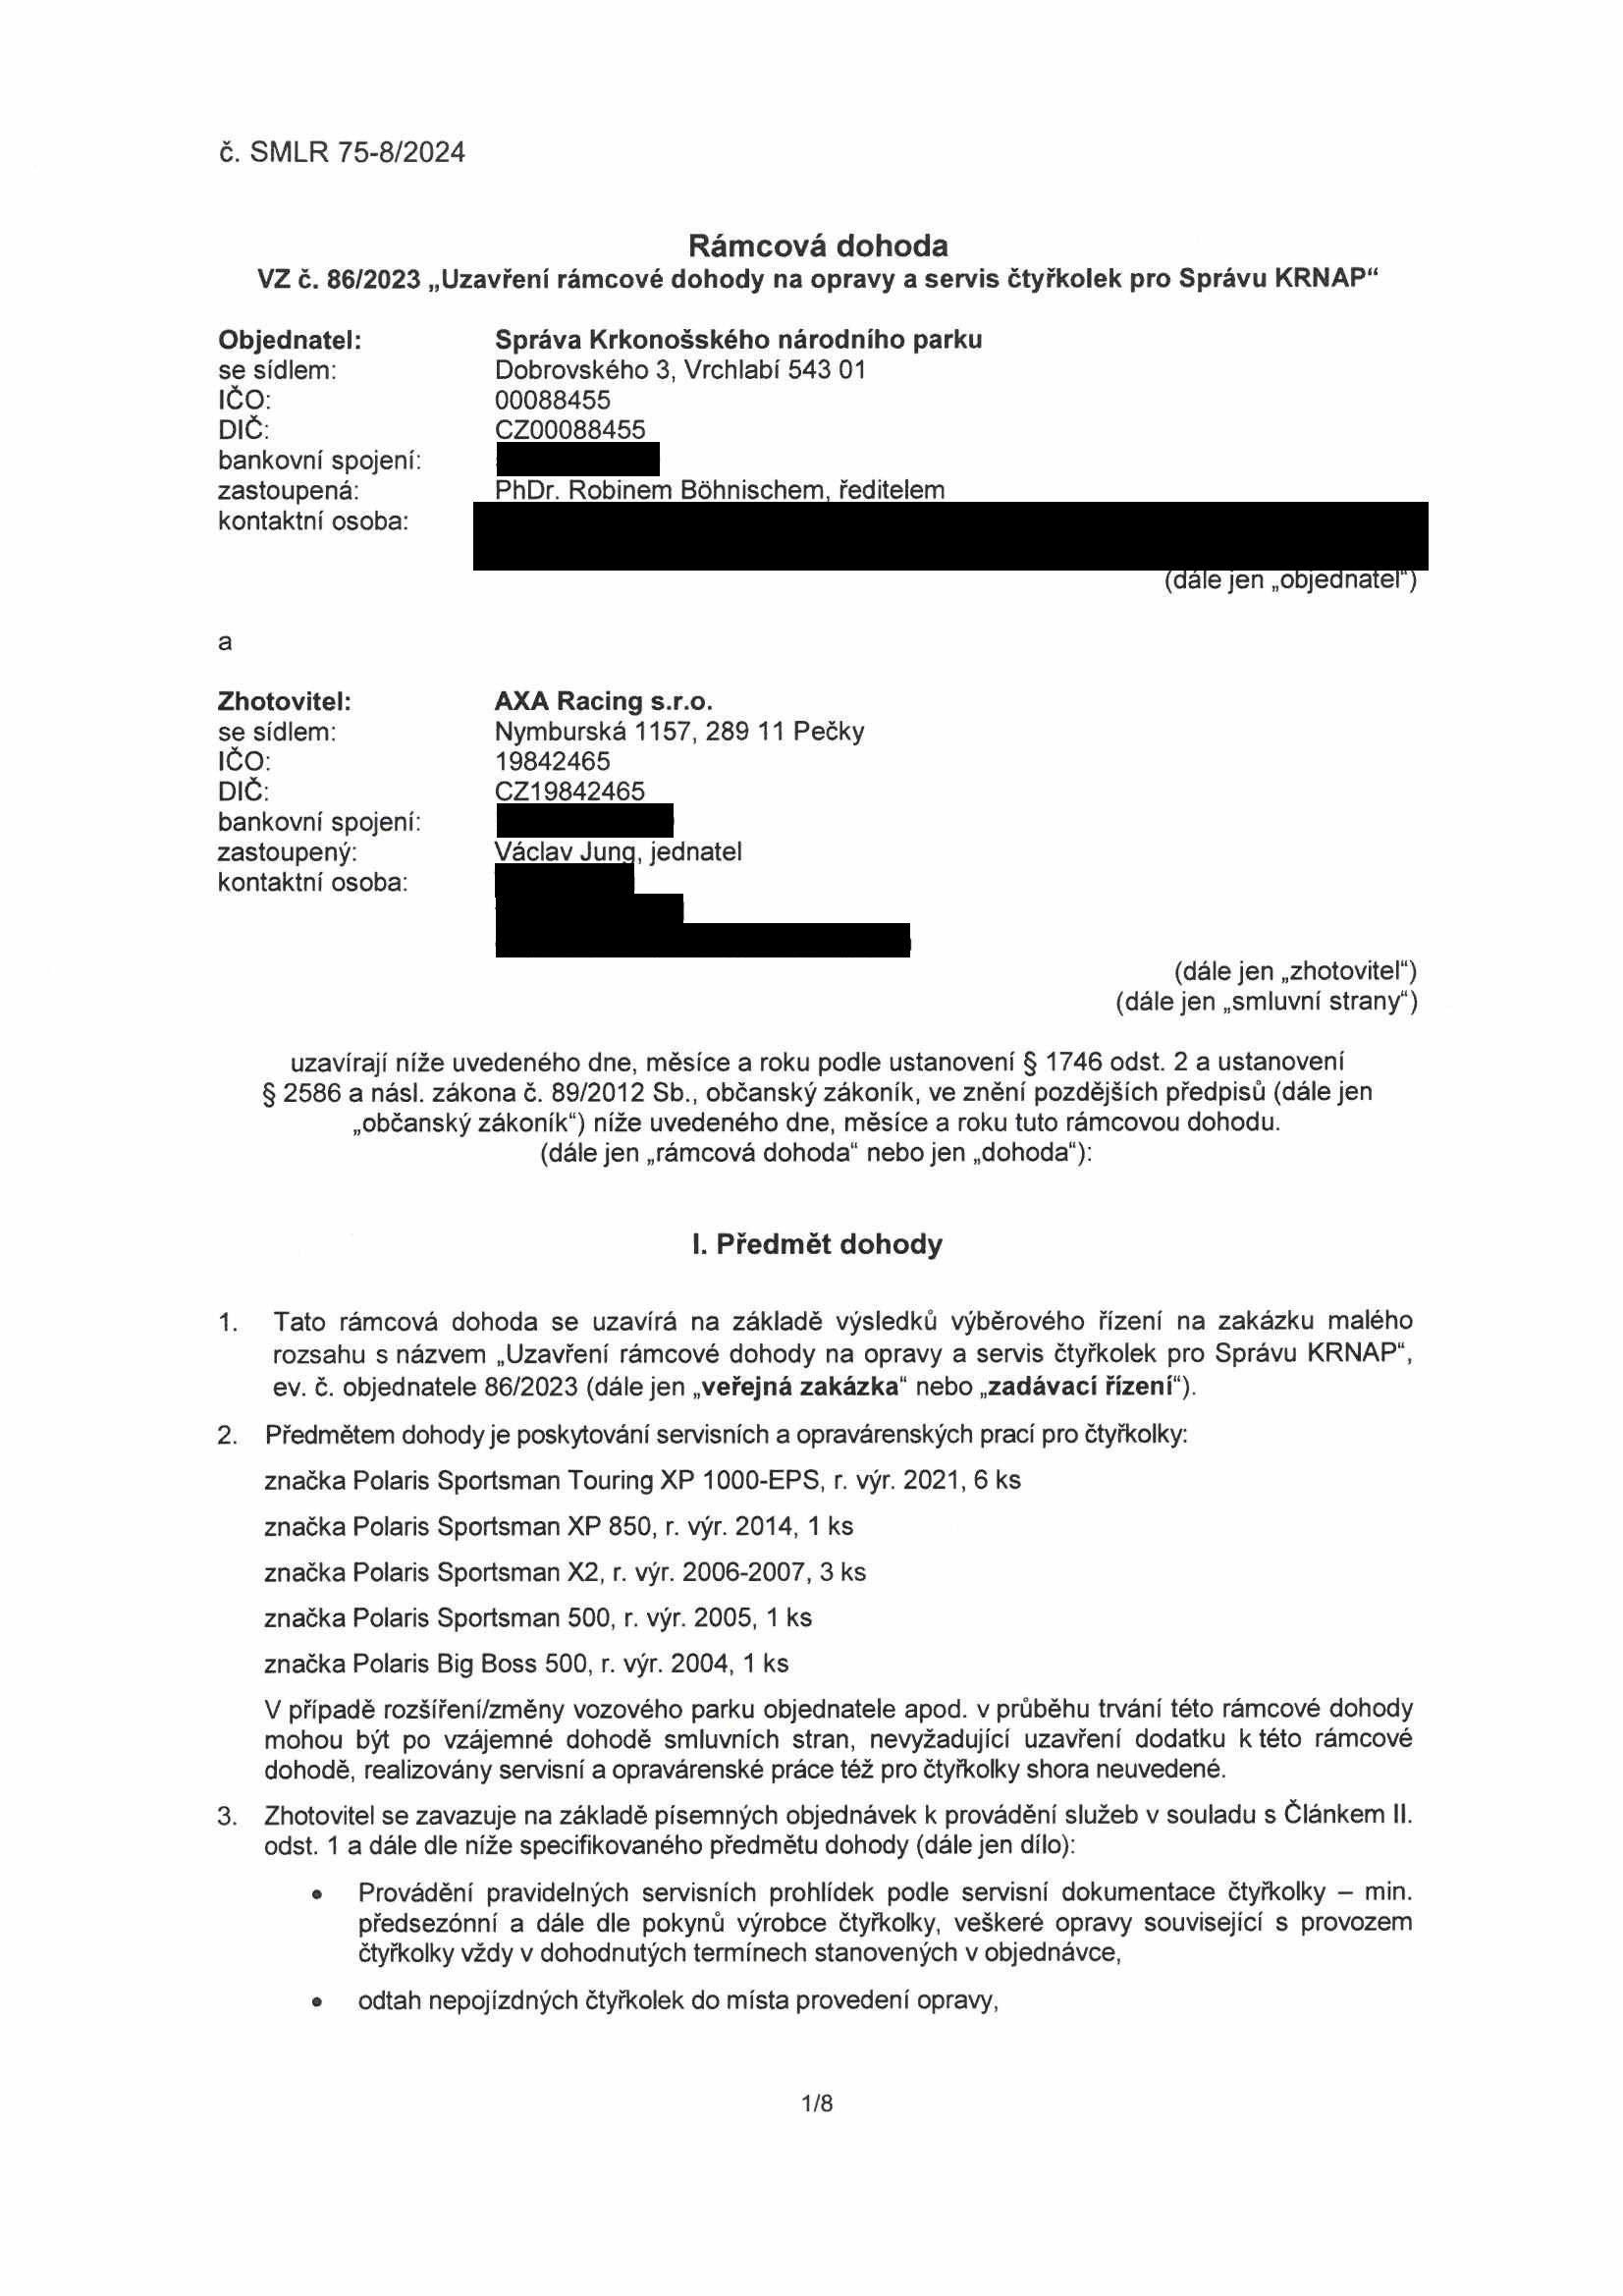 č. SMLR 75-8/2024
Rámcová dohoda
VZ č. 86/2023 „Uzavření rámcové dohody na opravy a servis čtyřkolek pro Správu KRNAP“
Objednatel: Správa Krkonošského národního parku
se sídlem: Dobrovského 3, Vrchlabí 543 01
IČO: 00088455
DIČ: CZ00088455
bankovní spojení:
zastoupená: PhDr. Robinem Böhnischem, ředitelem
kontaktní osoba:
(dále jen „objednatel“)
a
Zhotovitel: AXA Racing s.r.o.
se sídlem: Nymburská 1157, 289 11 Pečky
IČO: 19842465
DIČ: CZ19842465
bankovní spojení:
zastoupený: Václav Jung, jednatel
kontaktní osoba:
(dále jen „zhotovitel“)
(dále jen „smluvní strany“)
uzavírají níže uvedeného dne, měsíce a roku podle ustanovení § 1746 odst. 2 a ustanovení
§ 2586 a násl. zákona č. 89/2012 Sb., občanský zákoník, ve znění pozdějších předpisů (dále jen
„občanský zákoník“) níže uvedeného dne, měsíce a roku tuto rámcovou dohodu.
(dále jen „rámcová dohoda“ nebo jen „dohoda“):
I. Předmět dohody
1. Tato rámcová dohoda se uzavírá na základě výsledků výběrového řízení na zakázku malého
rozsahu s názvem „Uzavření rámcové dohody na opravy a servis čtyřkolek pro Správu KRNAP“,
ev. č. objednatele 86/2023 (dále jen „veřejná zakázka“ nebo „zadávací řízení“).
2. Předmětem dohody je poskytování servisních a opravárenských prací pro čtyřkolky:
značka Polaris Sportsman Touring XP 1000-EPS, r. výr. 2021, 6 ks
značka Polaris Sportsman XP 850, r. výr. 2014, 1 ks
značka Polaris Sportsman X2, r. výr. 2006-2007, 3 ks
značka Polaris Sportsman 500, r. výr. 2005, 1 ks
značka Polaris Big Boss 500, r. výr. 2004, 1 ks
V případě rozšíření/změny vozového parku objednatele apod. v průběhu trvání této rámcové dohody
mohou být po vzájemné dohodě smluvních stran, nevyžadující uzavření dodatku k této rámcové
dohodě, realizovány servisní a opravárenské práce též pro čtyřkolky shora neuvedené.
3. Zhotovitel se zavazuje na základě písemných objednávek k provádění služeb v souladu s Článkem II.
odst. 1 a dále dle níže specifikovaného předmětu dohody (dále jen dílo):
• Provádění pravidelných servisních prohlídek podle servisní dokumentace čtyřkolky – min.
předsezónní a dále dle pokynů výrobce čtyřkolky, veškeré opravy související s provozem
čtyřkolky vždy v dohodnutých termínech stanovených v objednávce,
• odtah nepojízdných čtyřkolek do místa provedení opravy,
1/8